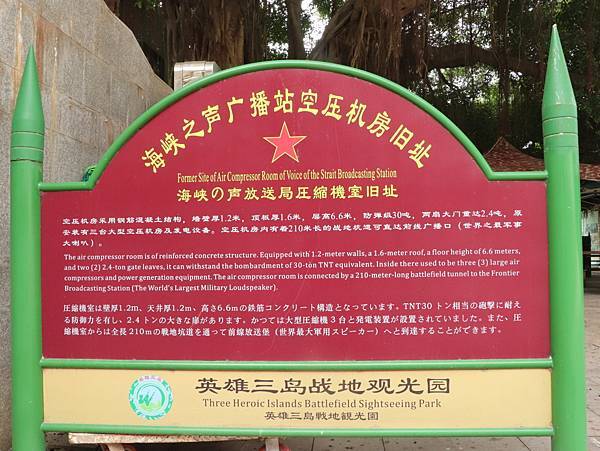 海峡之声广播站空压机房旧址
Former Site of Air Compressor Room of Voice of the Strait Broadcasting Station
海峡の声放送局圧縮機室旧址
空压机房采用钢筋混凝土结构，墙壁厚1.2米，顶板厚1.6米，层高6.6米，防弹级30吨，两扇大门重达2.4吨，原
安装有三台大型空压机房及发电设备。空压机房内有着210米长的战地坑道可直达前线广播口（世界之最军事
大喇叭）。
The air compressor room is of reinforced concrete structure. Equipped with 1.2-meter walls, a 1.6-meter roof, a floor height of 6.6 meters,
and two (2) 2.4-ton gate leaves, it can withstand the bombardment of 30-ton TNT equivalent. Inside there used to be three (3) large air
compressors and power generation equipment. The air compressor room is connected by a 210-meter-long battlefield tunnel to the Frontier
Broadcasting Station (The World's Largest Military Loudspeaker).
圧縮機室は壁厚1.2m、天井厚1.2m、高さ6.6mの鉄筋コンクリート構造となっています。TNT30 トン相当の砲撃に耐え
る防御力を有し、2.4 トンの大きな扉があります。かつては大型圧縮機 3 台と発電装置が設置されていました。また、圧
縮機室からは全長 210mの戦地坑道を通って前線放送堡（世界最大軍用スピーカー）へと到達することができます。
英雄三岛战地观光园
Three Heroic Islands Battlefield Sightseeing Park
英雄三島戦地観光園